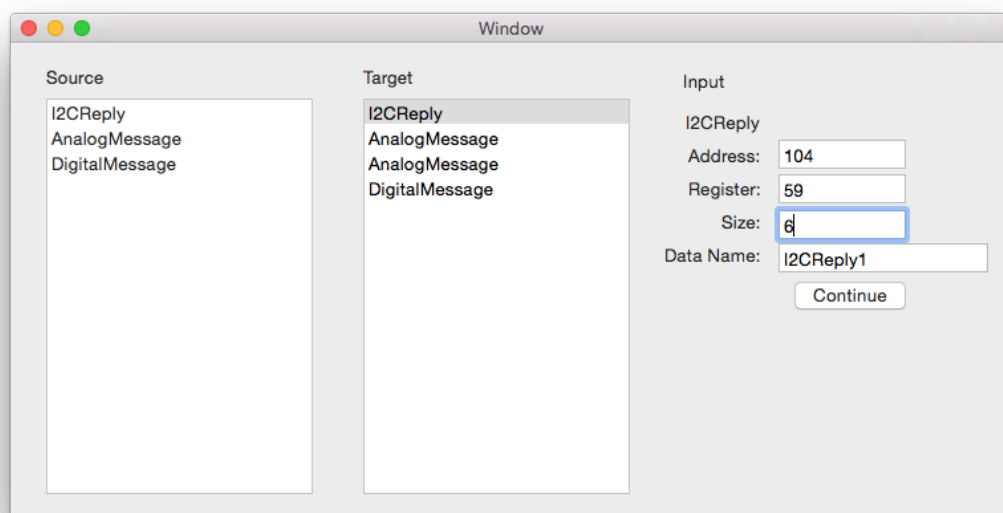 Window
Source
I2CReply
AnalogMessage
DigitalMessage
Target
I2CReply
AnalogMessage
AnalogMessage
DigitalMessage
Input
I2CReply
Address: 104
Register: 59
Size: 6
Data Name: I2CReply1
Continue